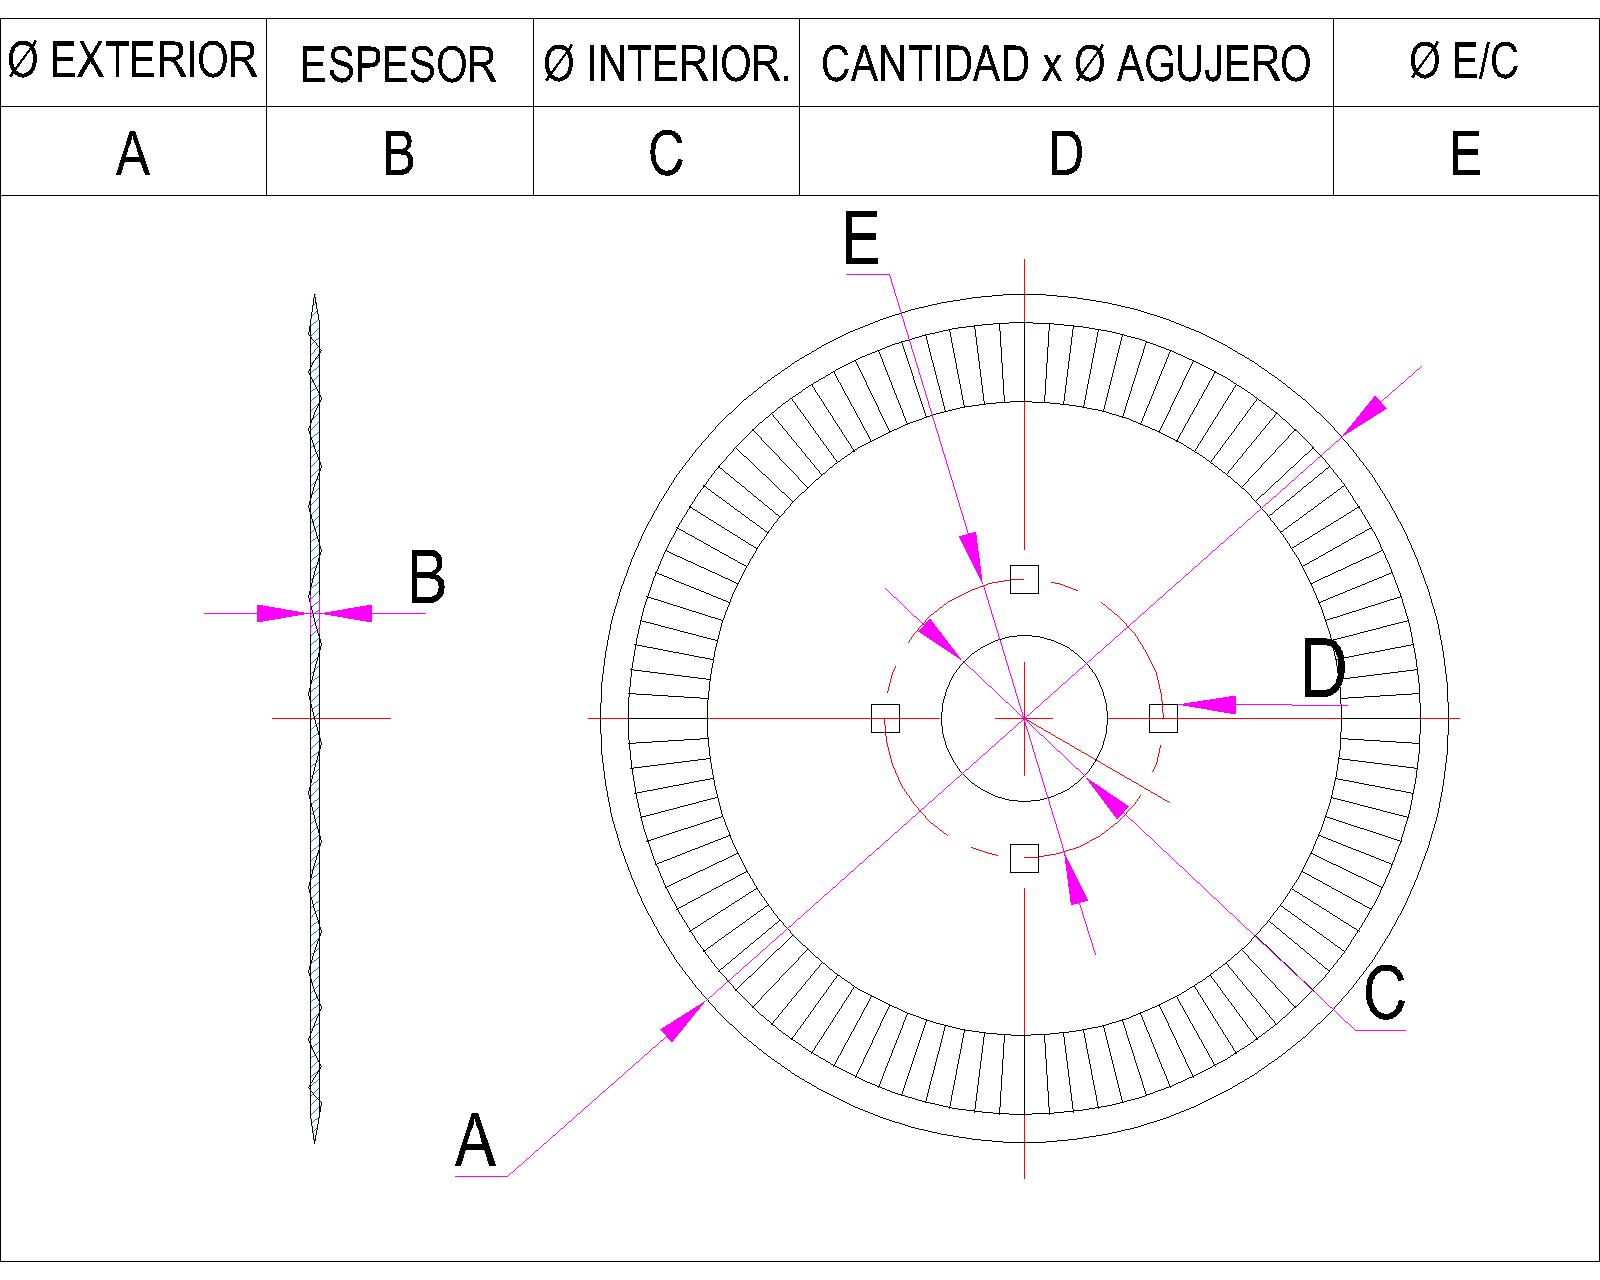 Ø EXTERIOR ESPESOR Ø INTERIOR. CANTIDAD x Ø AGUJERO Ø E/C
A B C D E
E
B
D
C
A